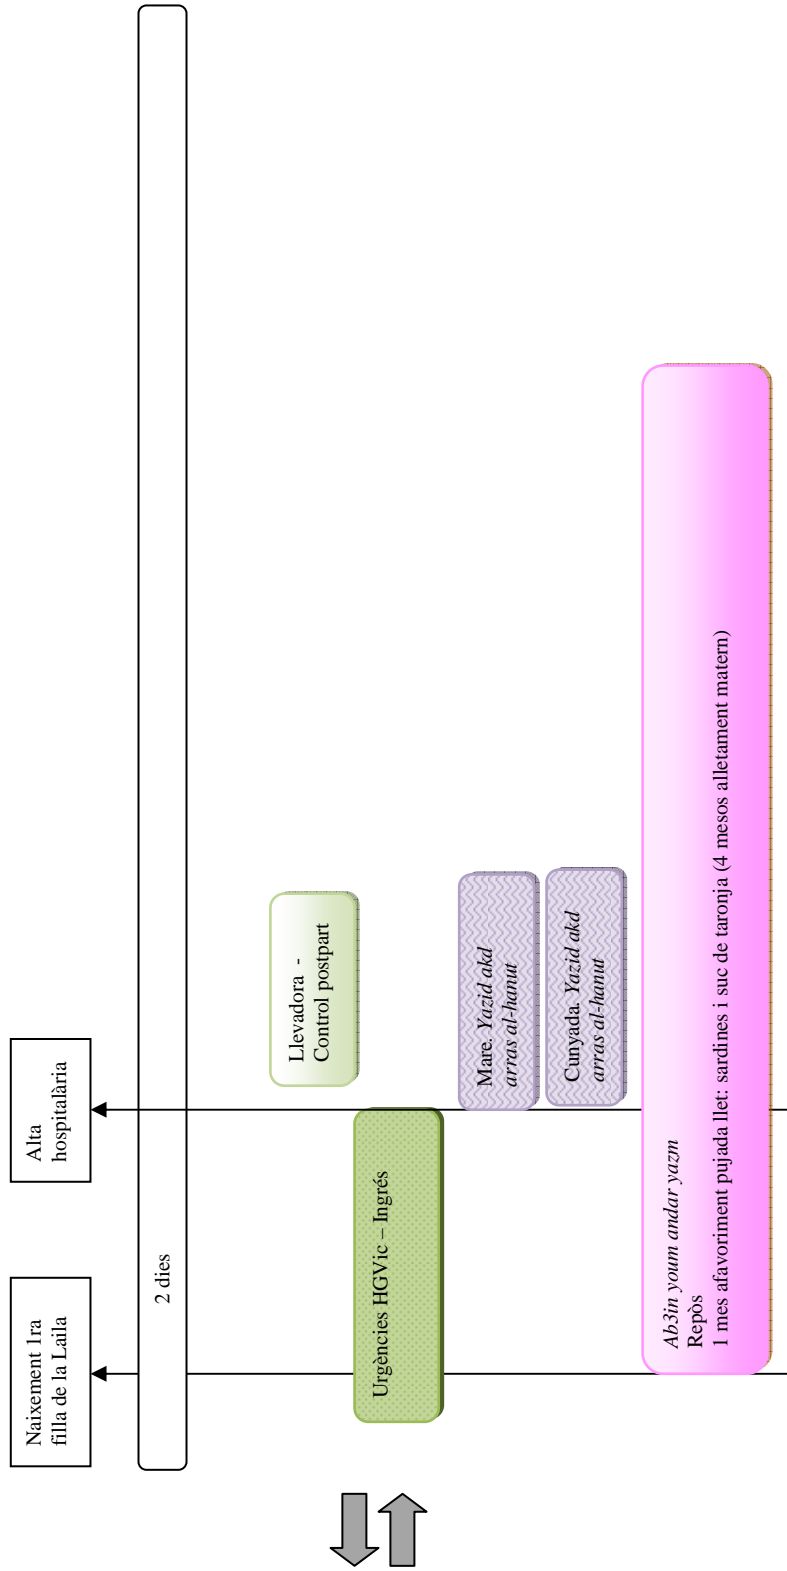 Naixement 1ra
filla de la Laila
Alta
hospitalària
2 dies
Llevadora -
Control postpart
Urgències HGVic – Ingrés
Mare. Yazid akd
arras al-hanut
Cunyada. Yazid akd
arras al-hanut
Ab3in youm andar yazm
Repòs
1 mes afavoriment pujada llet: sardines i suc de taronja (4 mesos alletament matern)